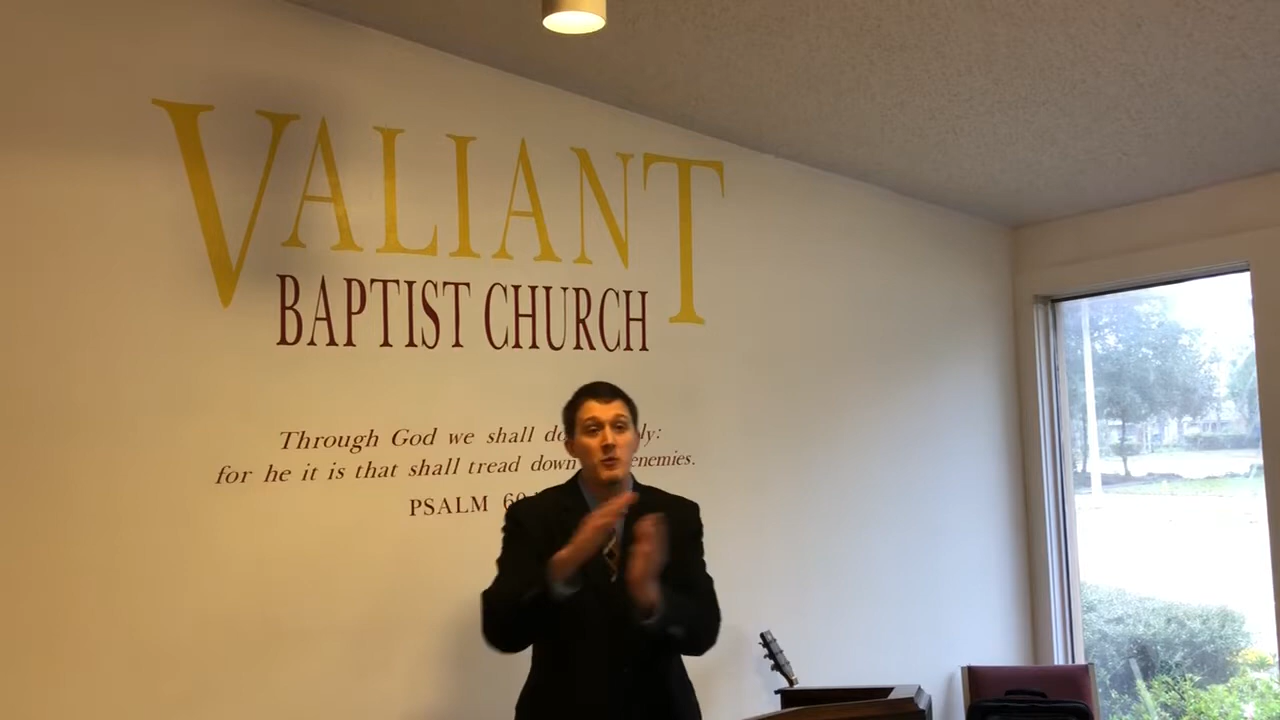 VALIANT
BAPTIST CHURCH
Through God we shall do ly:
for he it is that shall tread down enemies.
PSALM 60